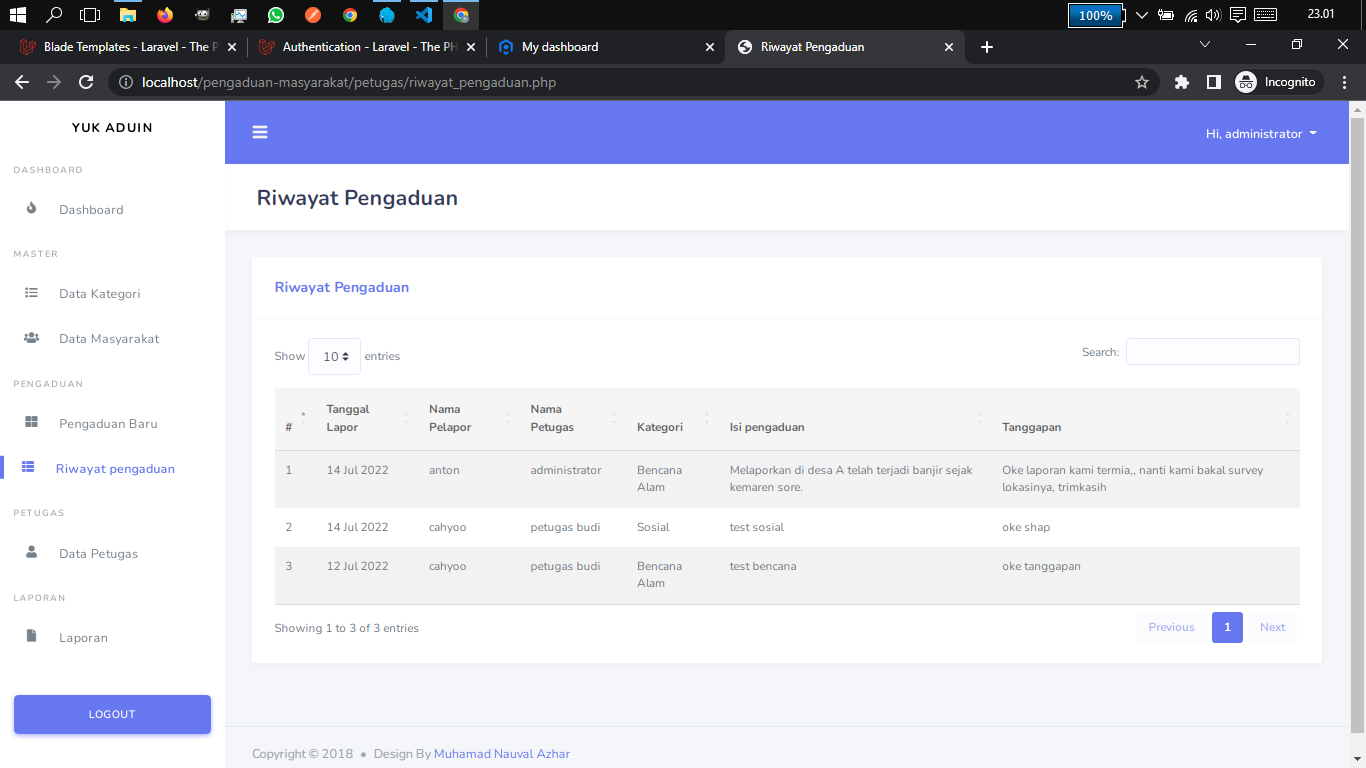 100%
23.01
Blade Templates - Laravel - The P
Authentication - Laravel - The PH
My dashboard
Riwayat Pengaduan
localhost/pengaduan-masyarakat/petugas/riwayat_pengaduan.php
Incognito
YUK ADUIN
Hi, administrator
DASHBOARD
Dashboard
MASTER
Data Kategori
Data Masyarakat
PENGADUAN
Pengaduan Baru
Riwayat pengaduan
PETUGAS
Data Petugas
LAPORAN
Laporan
LOGOUT
Riwayat Pengaduan
Riwayat Pengaduan
Show 10 entries
Search:
# Tanggal Lapor Nama Pelapor Nama Petugas Kategori Isi pengaduan Tanggapan
1 14 Jul 2022 anton administrator Bencana Alam Melaporkan di desa A telah terjadi banjir sejak kemaren sore. Oke laporan kami termia,, nanti kami bakal survey lokasinya, trimkasih
2 14 Jul 2022 cahyoo petugas budi Sosial test sosial oke shap
3 12 Jul 2022 cahyoo petugas budi Bencana Alam test bencana oke tanggapan
Showing 1 to 3 of 3 entries
Previous 1 Next
Copyright © 2018 • Design By Muhamad Nauval Azhar